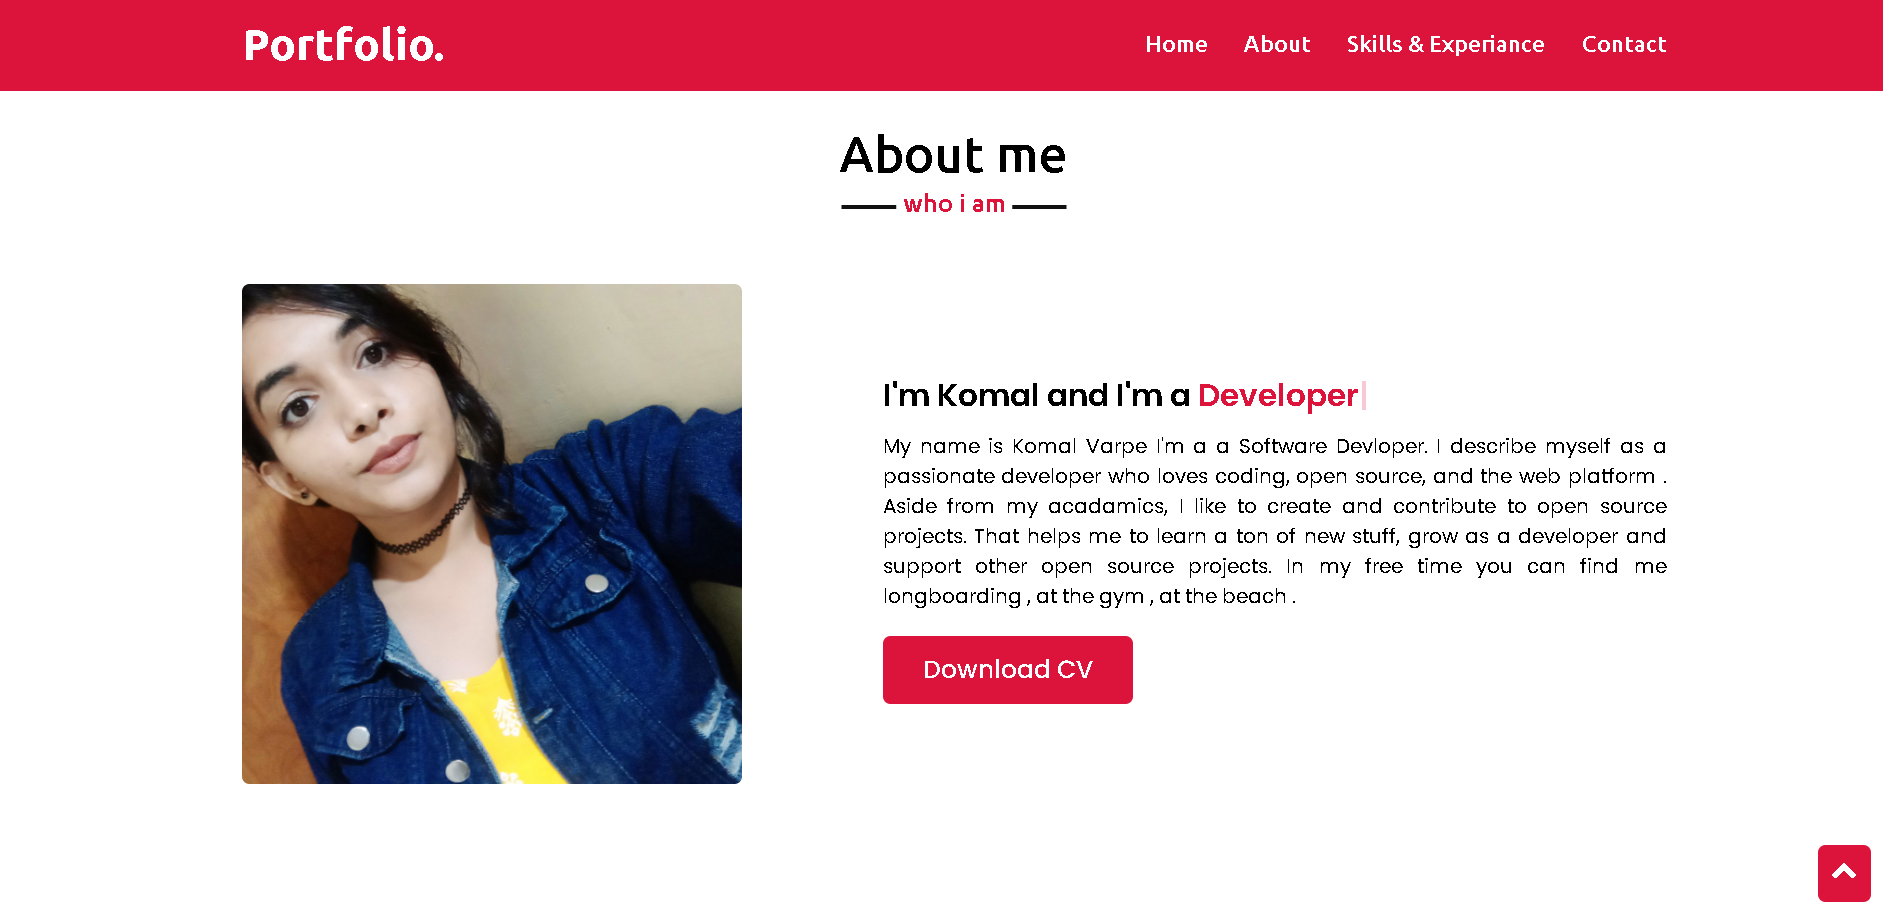 Portfolio.
Home About Skills & Experiance Contact
About me
who i am
I'm Komal and I'm a Developer
My name is Komal Varpe I'm a a Software Devloper. I describe myself as a
passionate developer who loves coding, open source, and the web platform .
Aside from my acadamics, I like to create and contribute to open source
projects. That helps me to learn a ton of new stuff, grow as a developer and
support other open source projects. In my free time you can find me
longboarding , at the gym , at the beach .
Download CV